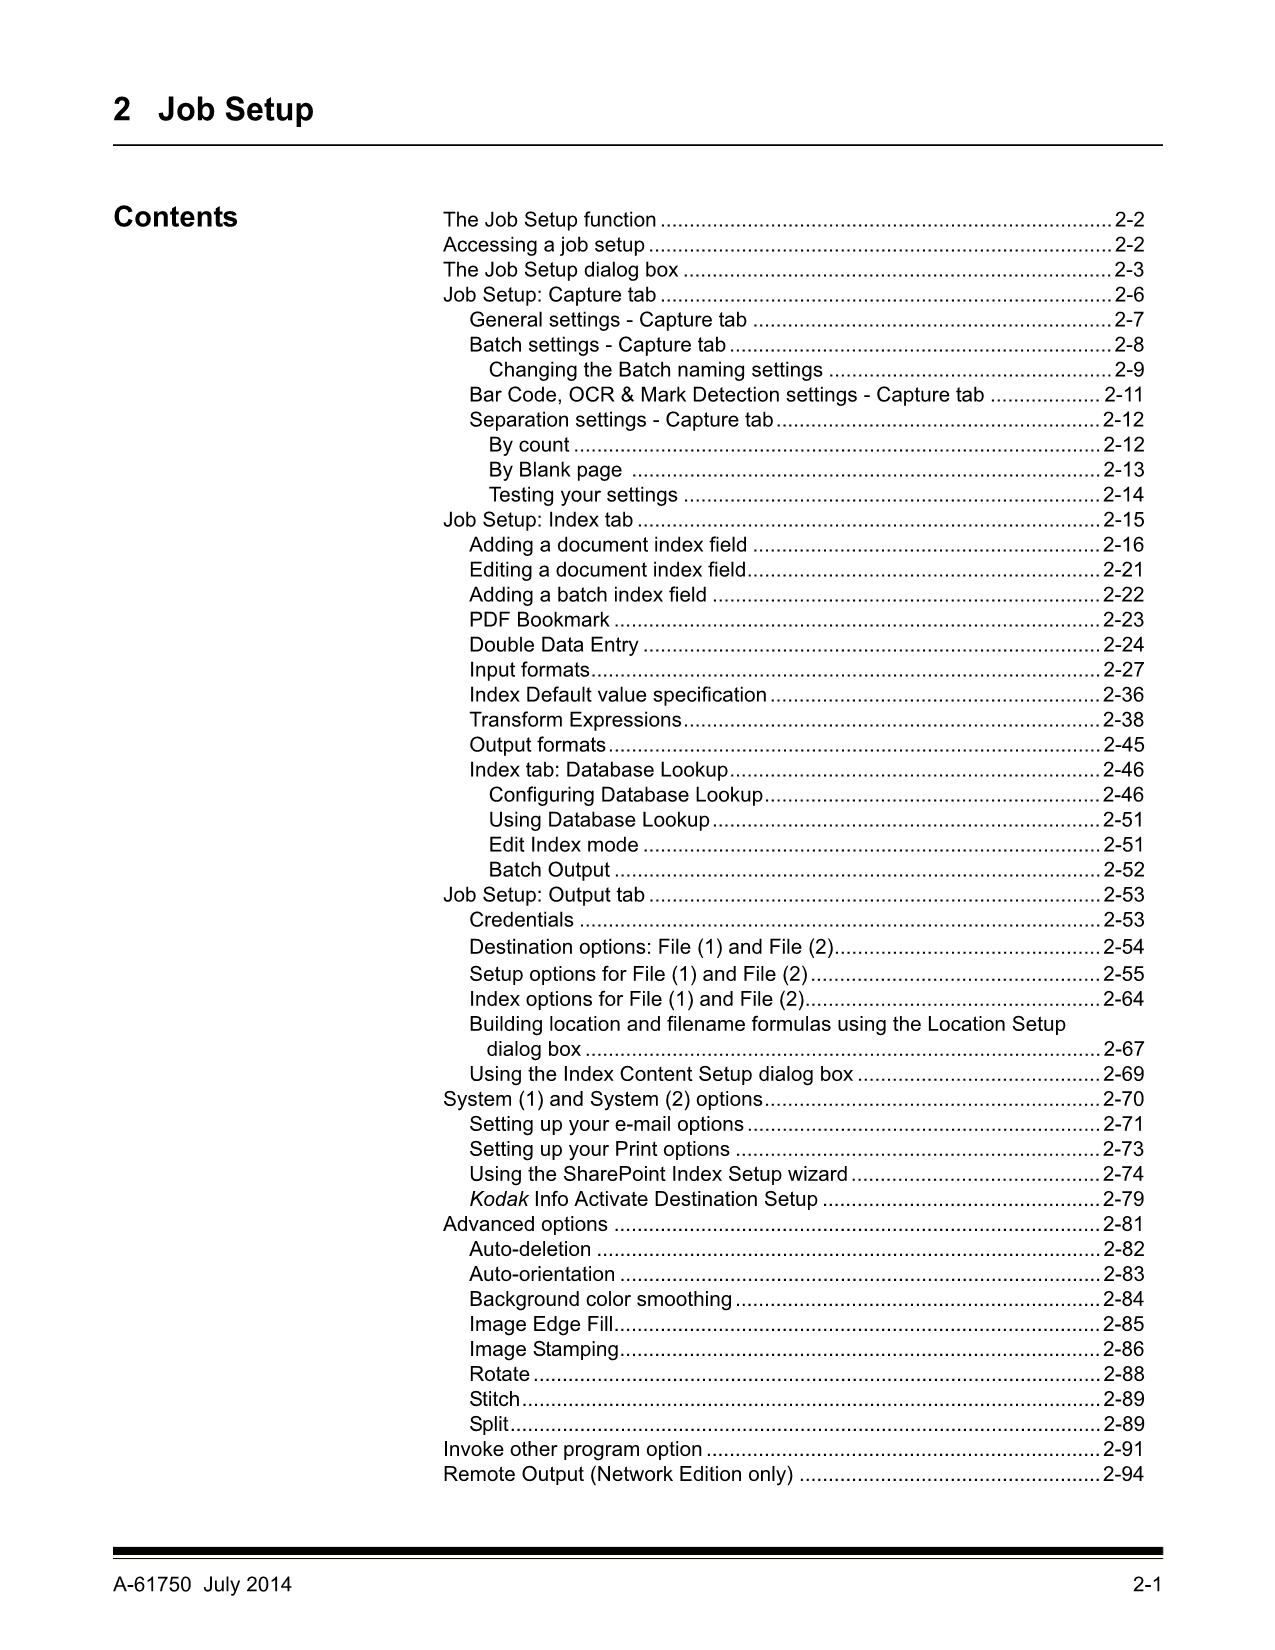 2 Job Setup
Contents
The Job Setup function ............................................................................. 2-2
Accessing a job setup ............................................................................... 2-2
The Job Setup dialog box ......................................................................... 2-3
Job Setup: Capture tab ............................................................................. 2-6
General settings - Capture tab ............................................................. 2-7
Batch settings - Capture tab ................................................................. 2-8
Changing the Batch naming settings ................................................ 2-9
Bar Code, OCR & Mark Detection settings - Capture tab ................... 2-11
Separation settings - Capture tab ....................................................... 2-12
By count .......................................................................................... 2-12
By Blank page ................................................................................ 2-13
Testing your settings ....................................................................... 2-14
Job Setup: Index tab ............................................................................... 2-15
Adding a document index field ........................................................... 2-16
Editing a document index field............................................................ 2-21
Adding a batch index field .................................................................. 2-22
PDF Bookmark ................................................................................... 2-23
Double Data Entry .............................................................................. 2-24
Input formats....................................................................................... 2-27
Index Default value specification ........................................................ 2-36
Transform Expressions....................................................................... 2-38
Output formats.................................................................................... 2-45
Index tab: Database Lookup............................................................... 2-46
Configuring Database Lookup......................................................... 2-46
Using Database Lookup .................................................................. 2-51
Edit Index mode .............................................................................. 2-51
Batch Output ................................................................................... 2-52
Job Setup: Output tab ............................................................................. 2-53
Credentials ......................................................................................... 2-53
Destination options: File (1) and File (2)............................................. 2-54
Setup options for File (1) and File (2) ................................................. 2-55
Index options for File (1) and File (2).................................................. 2-64
Building location and filename formulas using the Location Setup
dialog box ........................................................................................ 2-67
Using the Index Content Setup dialog box ......................................... 2-69
System (1) and System (2) options......................................................... 2-70
Setting up your e-mail options ............................................................ 2-71
Setting up your Print options .............................................................. 2-73
Using the SharePoint Index Setup wizard .......................................... 2-74
Kodak Info Activate Destination Setup ............................................... 2-79
Advanced options ................................................................................... 2-81
Auto-deletion ...................................................................................... 2-82
Auto-orientation .................................................................................. 2-83
Background color smoothing .............................................................. 2-84
Image Edge Fill................................................................................... 2-85
Image Stamping.................................................................................. 2-86
Rotate ................................................................................................. 2-88
Stitch................................................................................................... 2-89
Split..................................................................................................... 2-89
Invoke other program option ................................................................... 2-91
Remote Output (Network Edition only) ................................................... 2-94
A-61750 July 2014
2-1